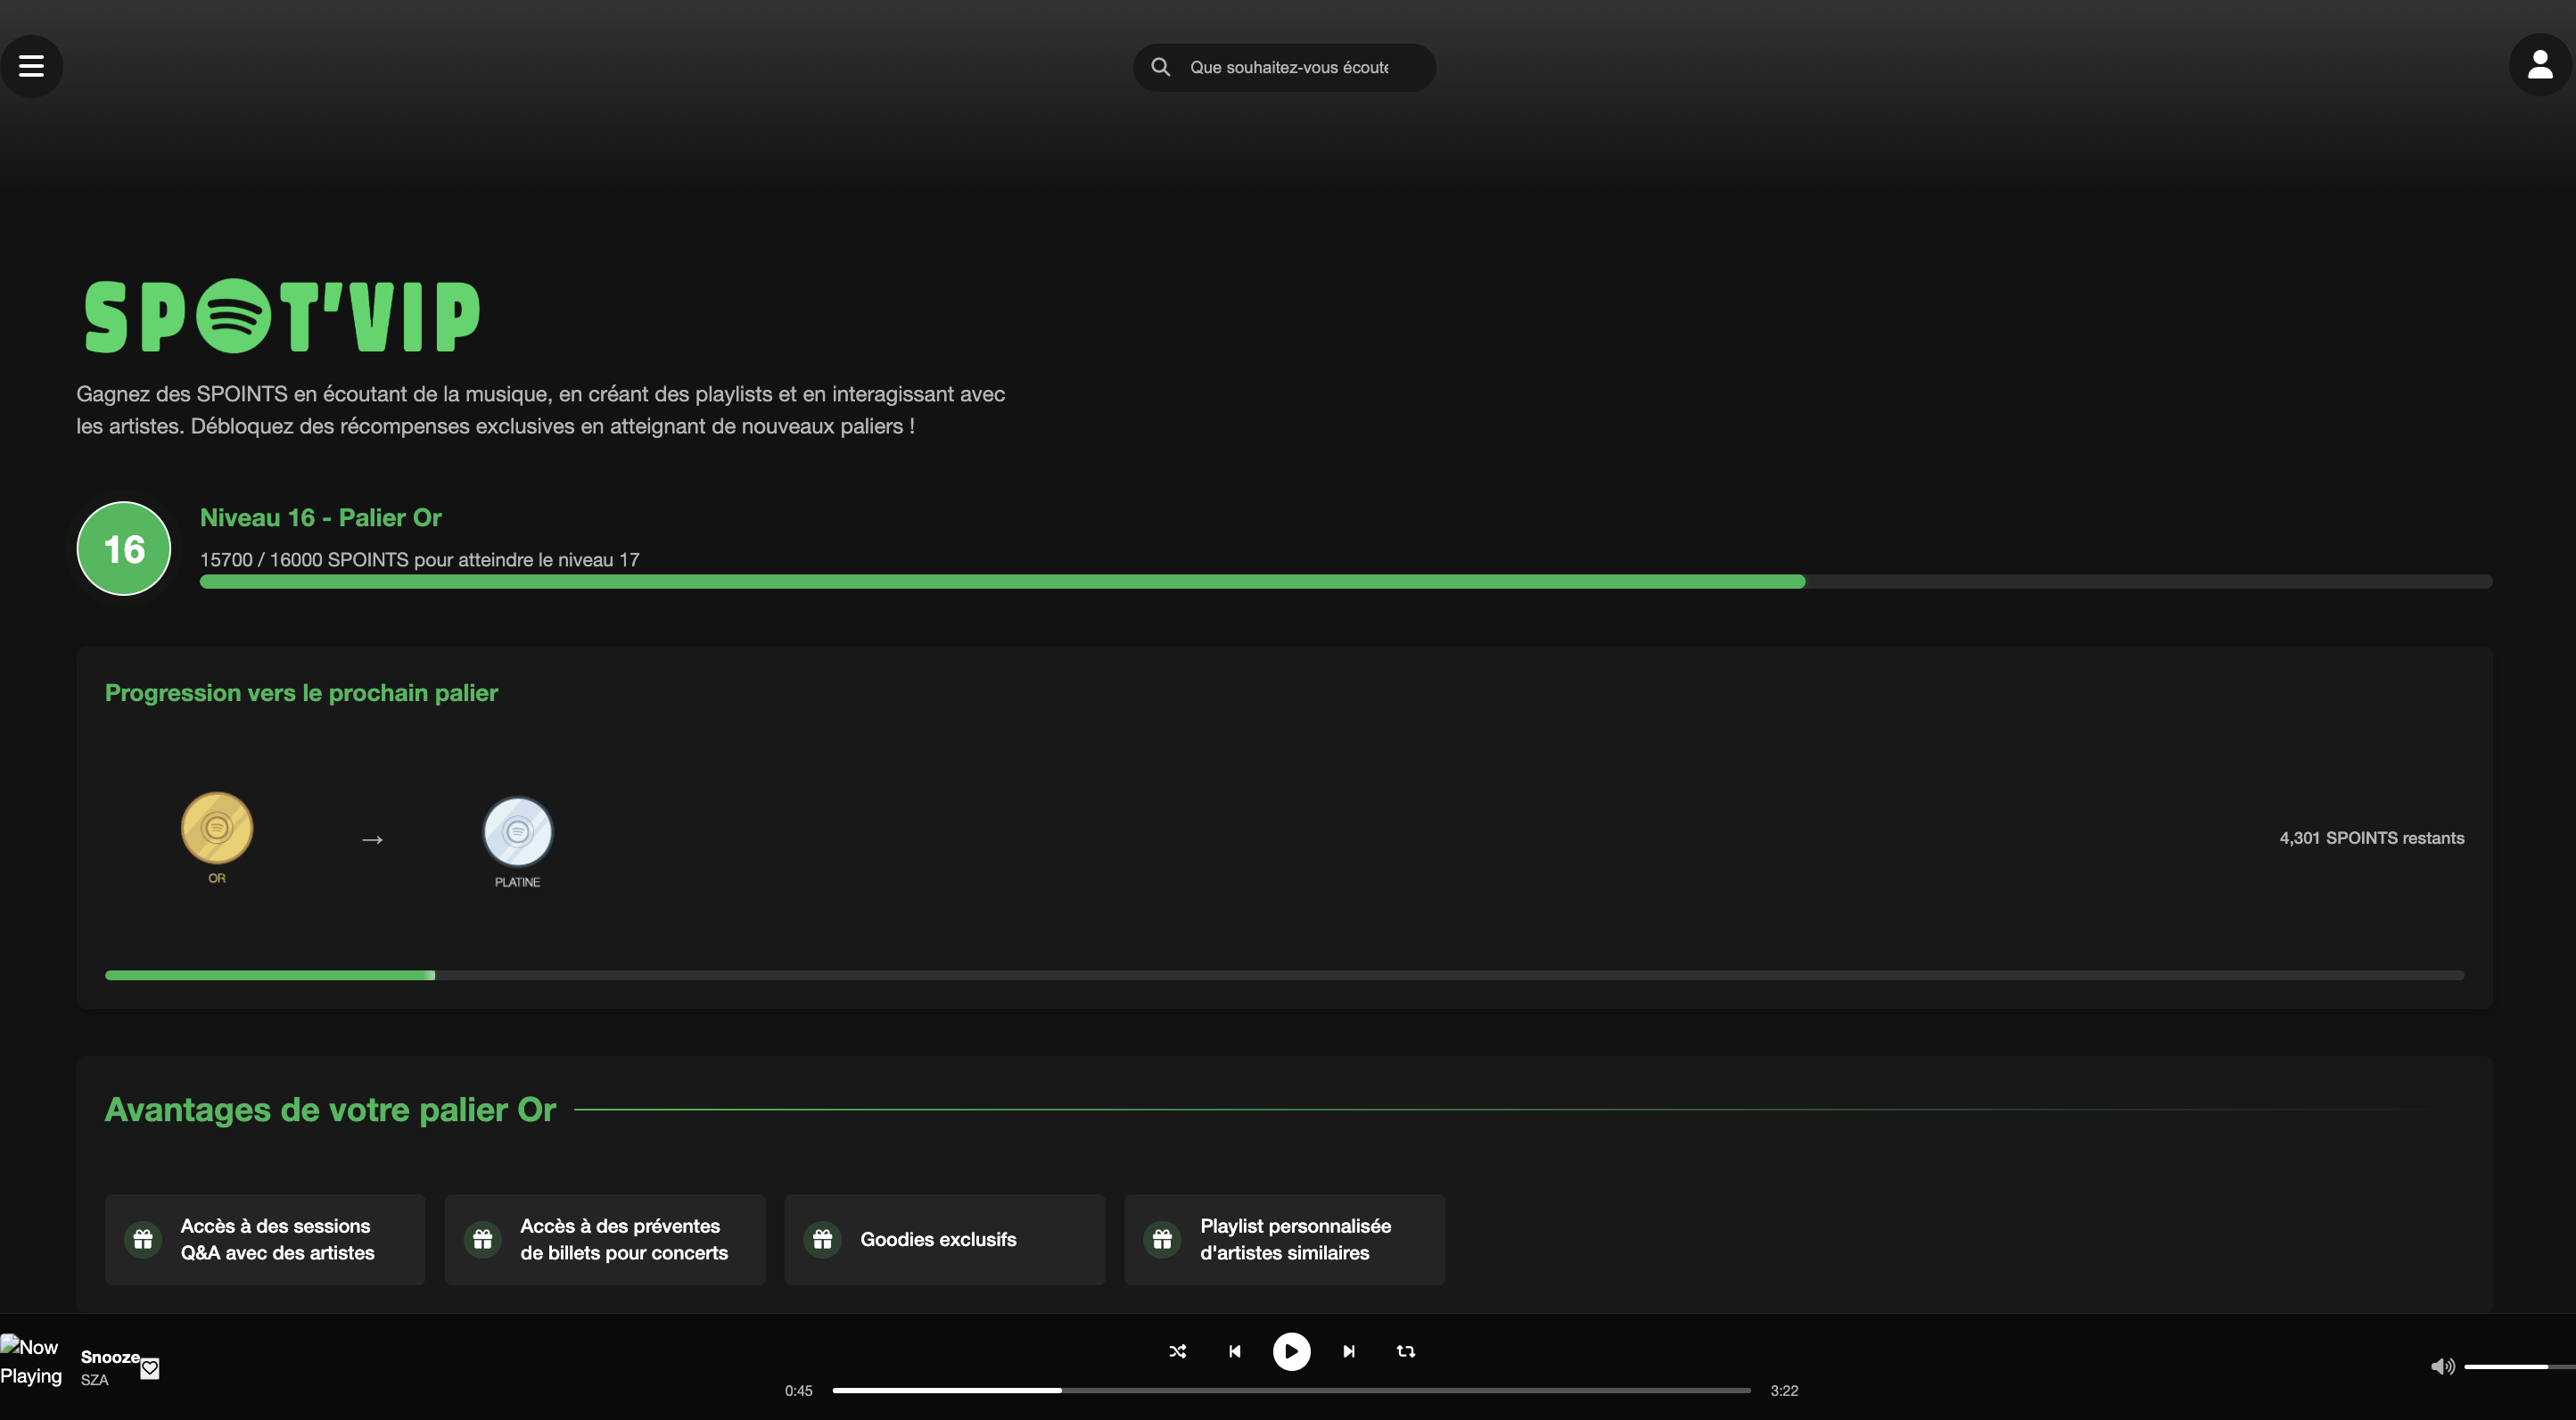 Que souhaitez-vous écoute
SPOT'VIP
Gagnez des SPOINTS en écoutant de la musique, en créant des playlists et en interagissant avec
les artistes. Débloquez des récompenses exclusives en atteignant de nouveaux paliers !
16
Niveau 16 - Palier Or
15700 / 16000 SPOINTS pour atteindre le niveau 17
Progression vers le prochain palier
OR
→
PLATINE
4,301 SPOINTS restants
Avantages de votre palier Or
Accès à des sessions
Q&A avec des artistes
Accès à des préventes
de billets pour concerts
Goodies exclusifs
Playlist personnalisée
d'artistes similaires
Now
Playing
Snooze
SZA
0:45
3:22